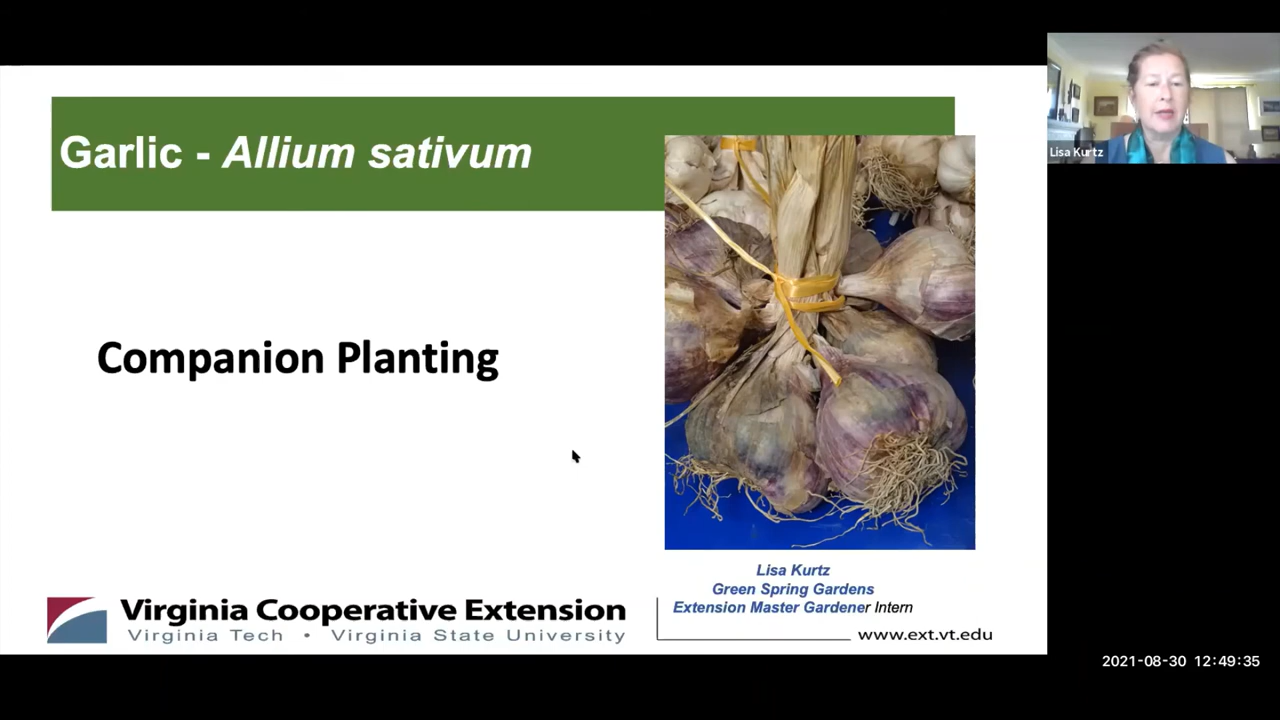 Garlic - Allium sativum
Lisa Kurtz
Companion Planting
Lisa Kurtz
Green Spring Gardens
Extension Master Gardener Intern
Virginia Cooperative Extension
Virginia Tech • Virginia State University
www.ext.vt.edu
2021-08-30 12:49:35